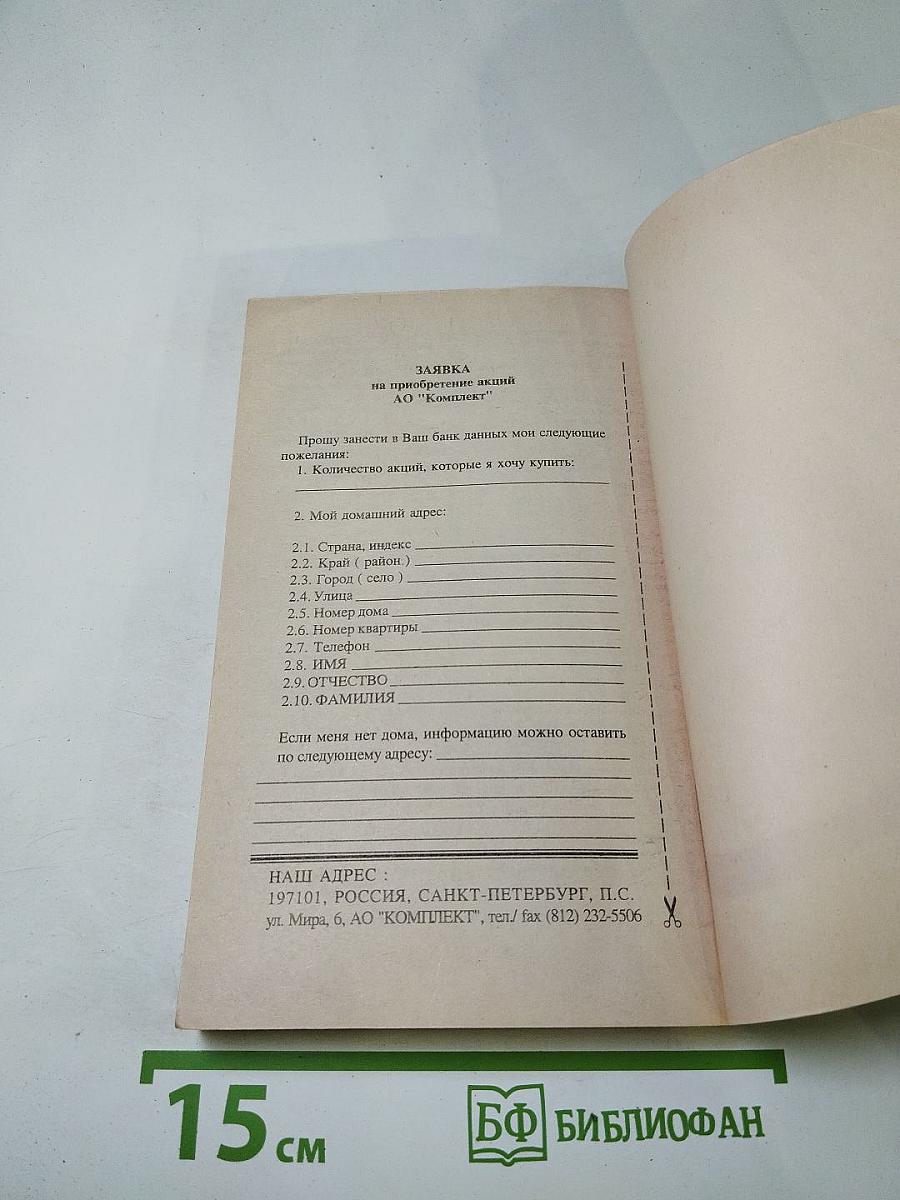 ЗАЯВКА
на приобретение акций
АО "Комплект"
Прошу занести в Ваш банк данных мои следующие
пожелания:
1. Количество акций, которые я хочу купить:
2. Мой домашний адрес:
2.1. Страна, индекс
2.2. Край ( район )
2.3. Город ( село )
2.4. Улица
2.5. Номер дома
2.6. Номер квартиры
2.7. Телефон
2.8. ИМЯ
2.9. ОТЧЕСТВО
2.10. ФАМИЛИЯ
Если меня нет дома, информацию можно оставить
по следующему адресу:
НАШ АДРЕС :
197101, РОССИЯ, САНКТ-ПЕТЕРБУРГ, П.С.
ул. Мира, 6, АО "КОМПЛЕКТ", тел./ fax (812) 232-5506
15 см
БФ БИБЛИОФАН